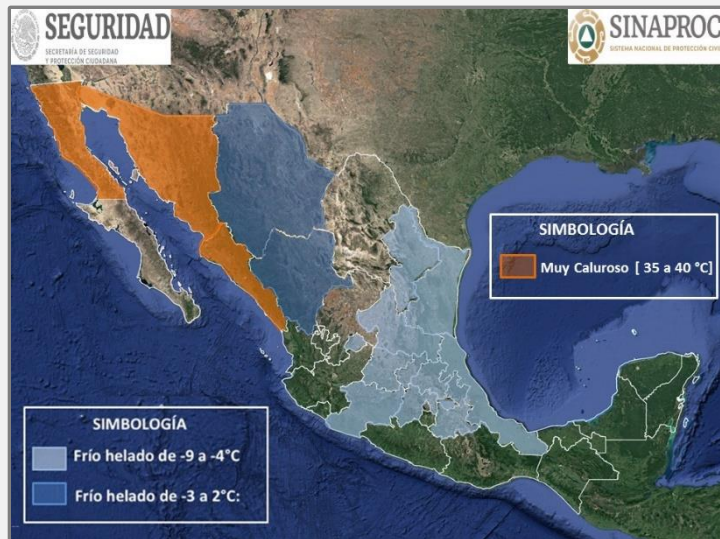 SEGURIDAD
SECRETARÍA DE SEGURIDAD
Y PROTECCIÓN CIUDADANA
SINAPROC
SISTEMA NACIONAL DE PROTECCIÓN CIVI
SIMBOLOGÍA
Muy Caluroso [ 35 a 40 °C]
SIMBOLOGÍA
Frío helado de -9 a -4°C
Frío helado de -3 a 2°C: